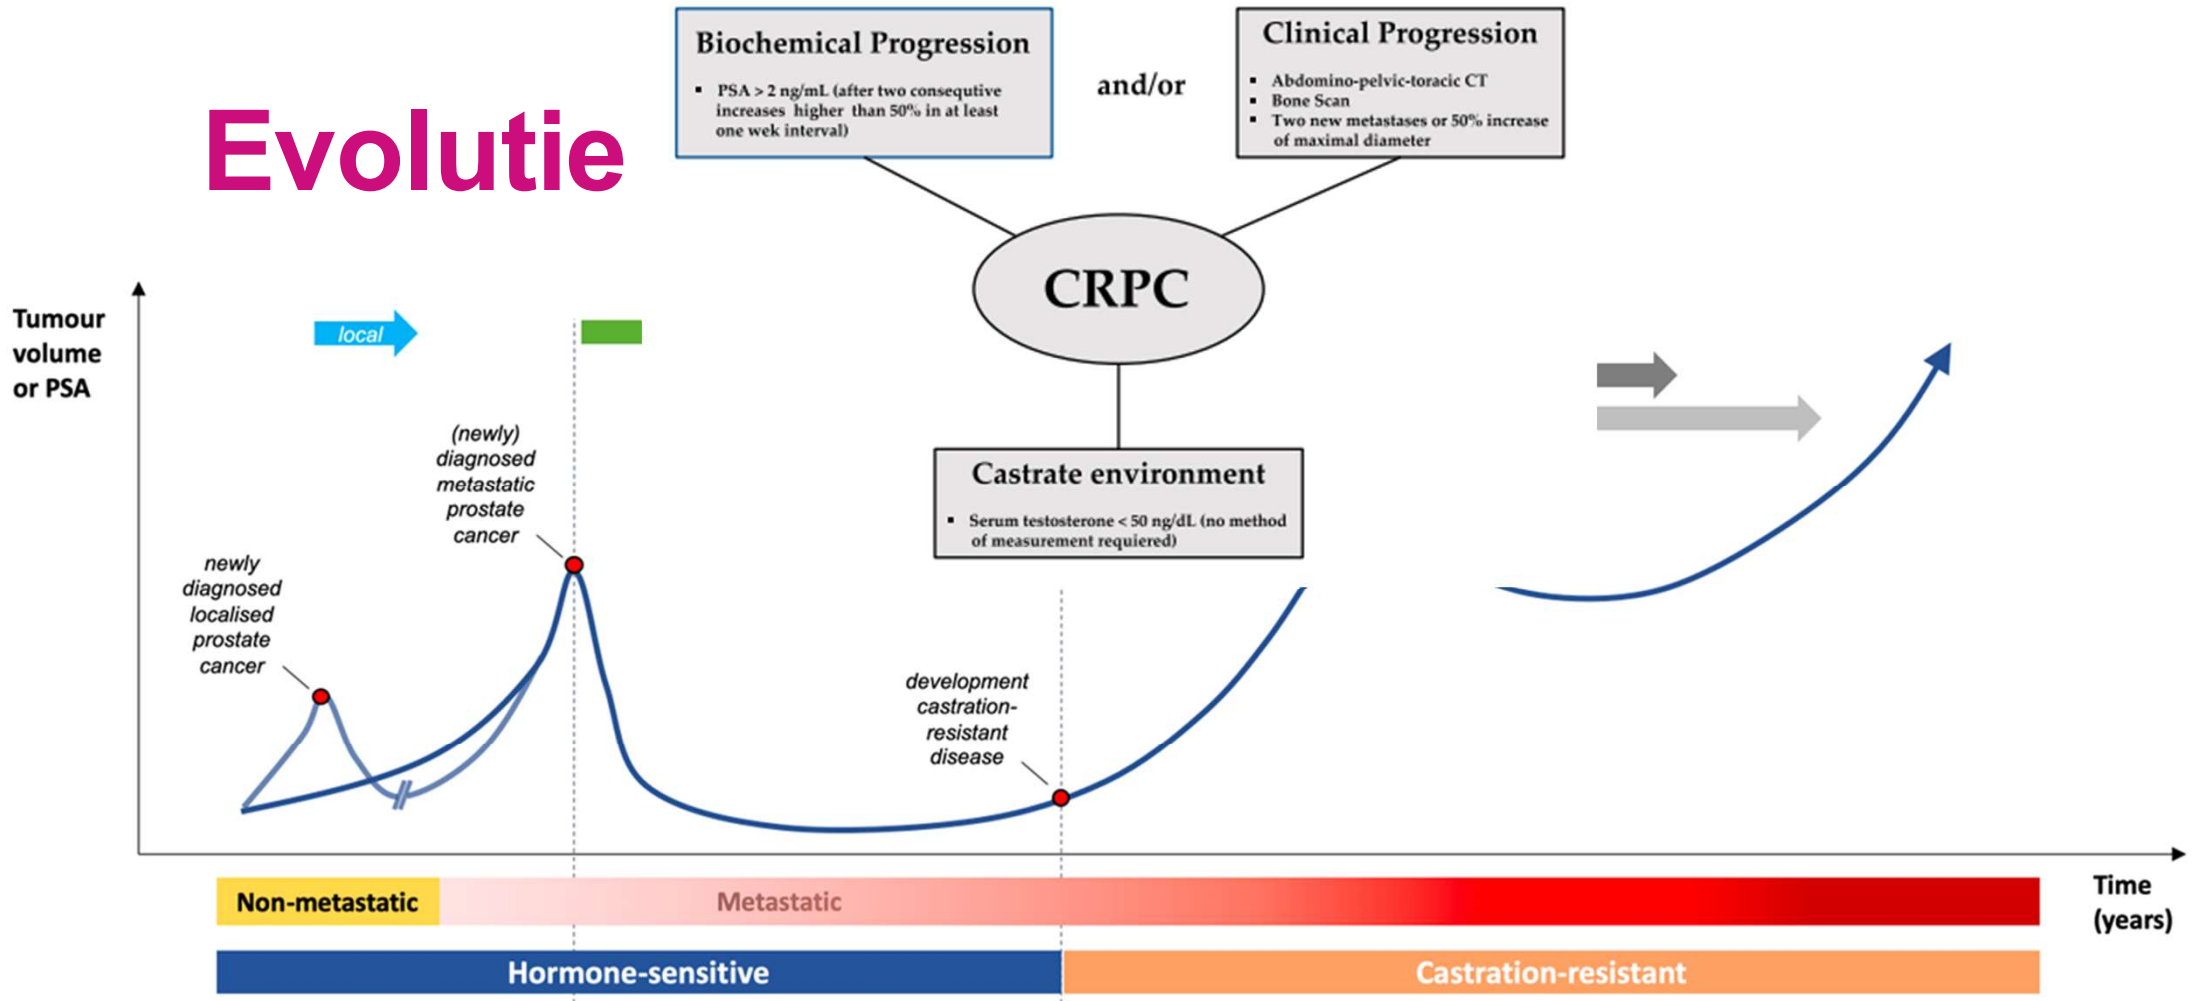 Evolutie
Biochemical Progression
▪ PSA > 2 ng/mL (after two consequtive
increases higher than 50% in at least
one wek interval)
and/or
Clinical Progression
▪ Abdomino-pelvic-toracic CT
▪ Bone Scan
▪ Two new metastases or 50% increase
of maximal diameter
CRPC
Castrate environment
▪ Serum testosterone < 50 ng/dL (no method
of measurement requiered)
Tumour
volume
or PSA
local
(newly)
diagnosed
metastatic
prostate
cancer
newly
diagnosed
localised
prostate
cancer
development
castration-
resistant
disease
Non-metastatic
Metastatic
Time
(years)
Hormone-sensitive
Castration-resistant